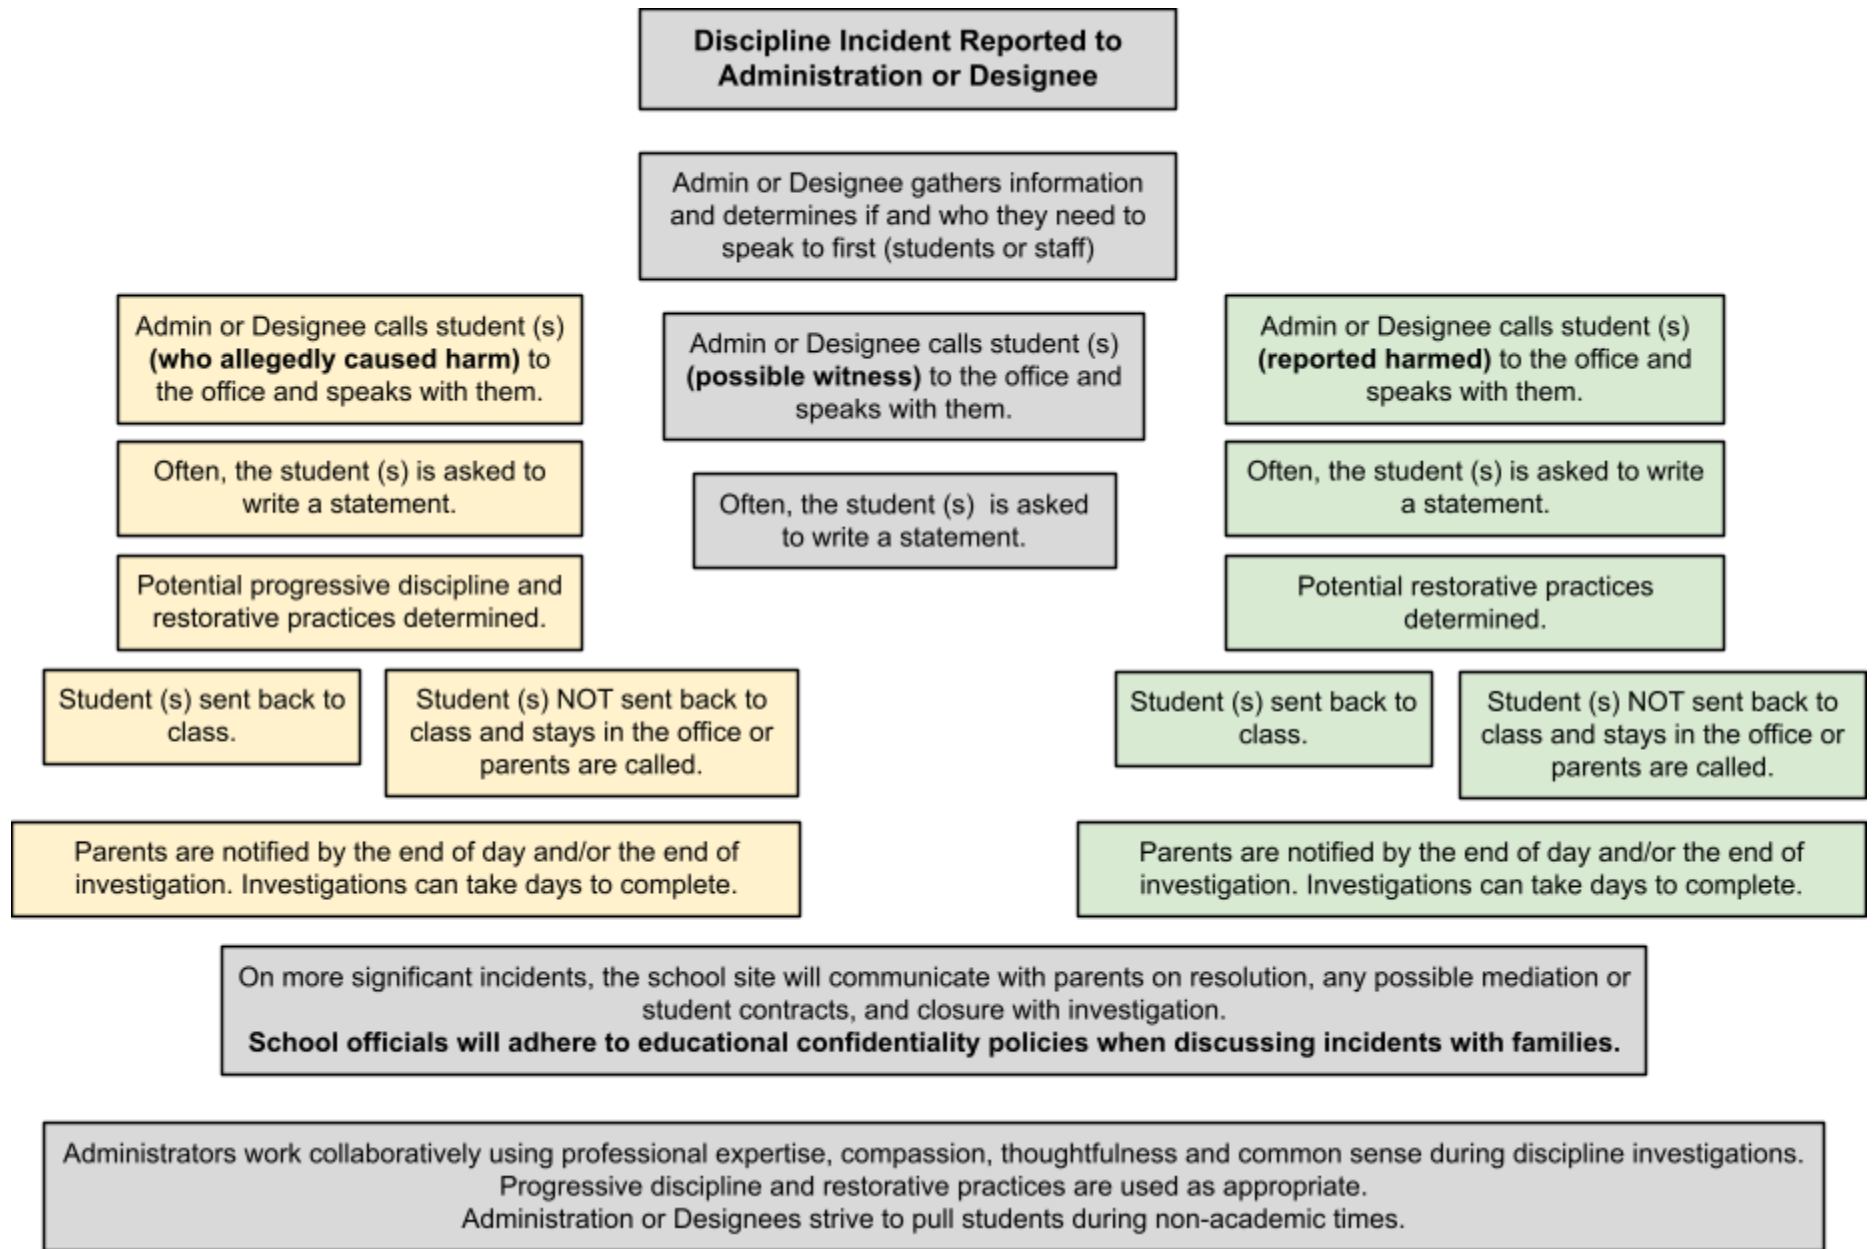 Discipline Incident Reported to
Administration or Designee
Admin or Designee gathers information
and determines if and who they need to
speak to first (students or staff)
Admin or Designee calls student (s)
(who allegedly caused harm) to
the office and speaks with them.
Often, the student (s) is asked to
write a statement.
Potential progressive discipline and
restorative practices determined.
Student (s) sent back to
class.
Student (s) NOT sent back to
class and stays in the office or
parents are called.
Parents are notified by the end of day and/or the end of
investigation. Investigations can take days to complete.
Admin or Designee calls student (s)
(possible witness) to the office and
speaks with them.
Often, the student (s)  is asked
to write a statement.
Admin or Designee calls student (s)
(reported harmed) to the office and
speaks with them.
Often, the student (s) is asked to write
a statement.
Potential restorative practices
determined.
Student (s) sent back to
class.
Student (s) NOT sent back to
class and stays in the office or
parents are called.
Parents are notified by the end of day and/or the end of
investigation. Investigations can take days to complete.
On more significant incidents, the school site will communicate with parents on resolution, any possible mediation or
student contracts, and closure with investigation.
School officials will adhere to educational confidentiality policies when discussing incidents with families.
Administrators work collaboratively using professional expertise, compassion, thoughtfulness and common sense during discipline investigations.
Progressive discipline and restorative practices are used as appropriate.
Administration or Designees strive to pull students during non-academic times.